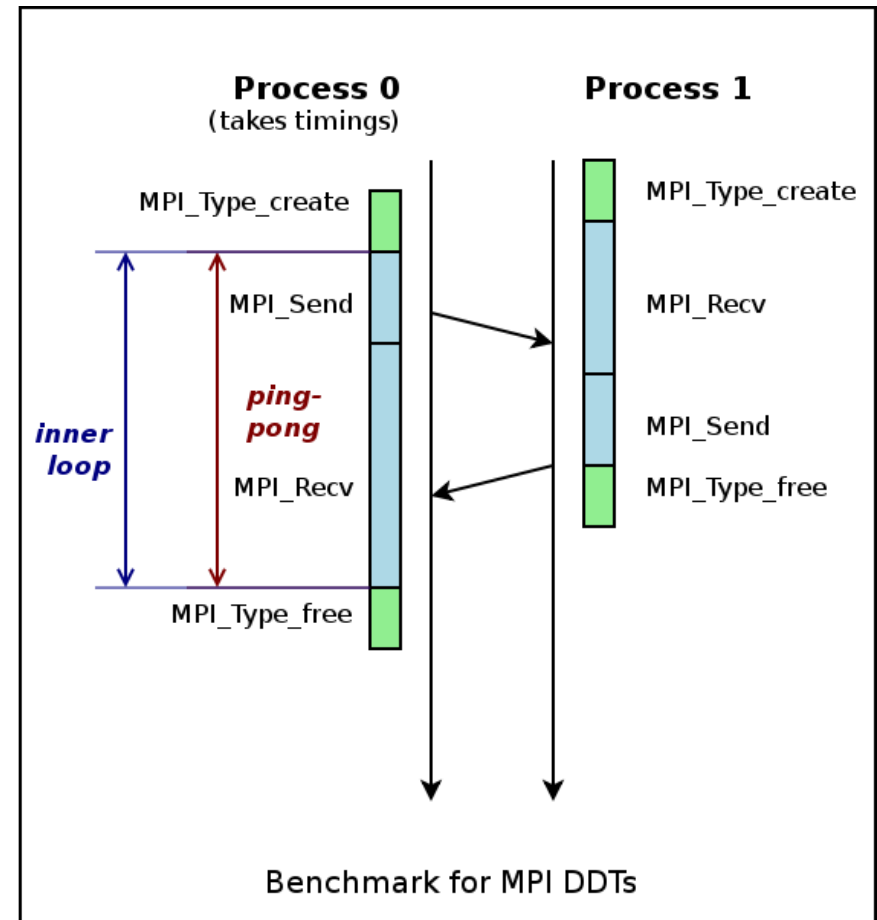 Process 0
(takes timings)
Process 1
MPI_Type_create
MPI_Type_create
MPI_Send
MPI_Recv
ping-
pong
inner
loop
MPI_Send
MPI_Recv
MPI_Type_free
MPI_Type_free
Benchmark for MPI DDTs